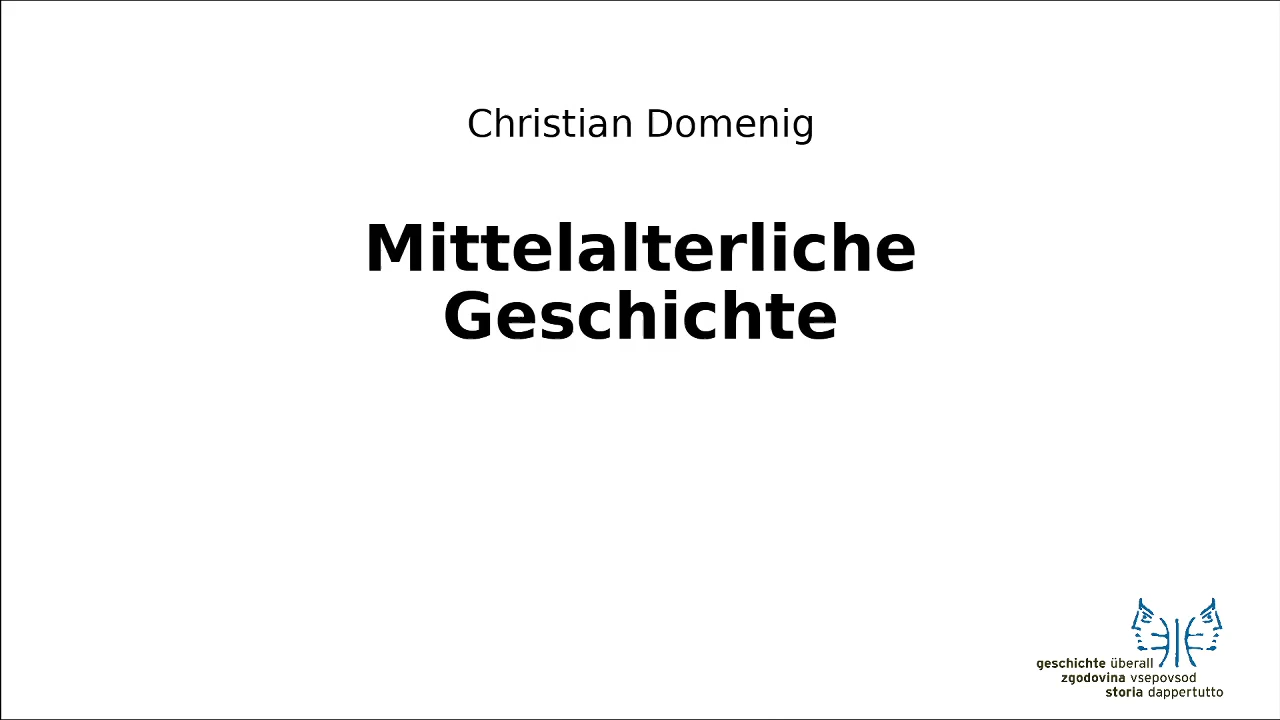 Christian Domenig
Mittelalterliche
Geschichte
geschichte überall
zgodovina vsepovsod
storia dappertutto